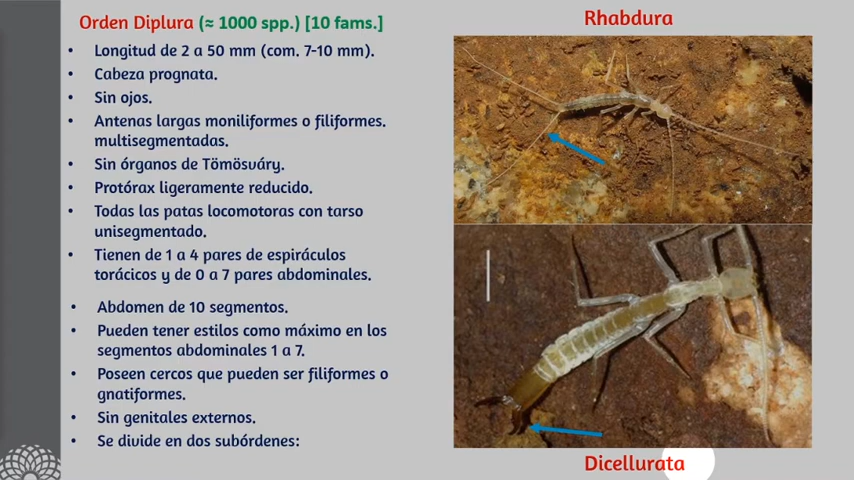 Orden Diplura (≈ 1000 spp.) [10 fams.]
• Longitud de 2 a 50 mm (com. 7-10 mm).
• Cabeza prognata.
• Sin ojos.
• Antenas largas moniliformes o filiformes.
multisegmentadas.
• Sin órganos de Tömösváry.
• Protórax ligeramente reducido.
• Todas las patas locomotoras con tarso
unisegmentado.
• Tienen de 1 a 4 pares de espiráculos
torácicos y de 0 a 7 pares abdominales.
• Abdomen de 10 segmentos.
• Pueden tener estilos como máximo en los
segmentos abdominales 1 a 7.
• Poseen cercos que pueden ser filiformes o
gnatiformes.
• Sin genitales externos.
• Se divide en dos subórdenes:
Rhabdura
Dicellurata